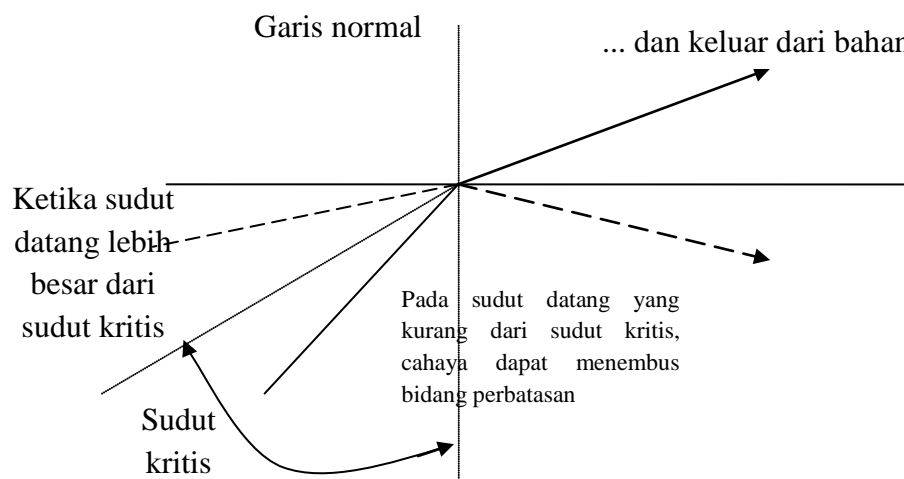 Garis normal
... dan keluar dari bahan
Ketika sudut
datang lebih
besar dari
sudut kritis
Pada sudut datang yang
kurang dari sudut kritis,
cahaya dapat menembus
bidang perbatasan
Sudut
kritis